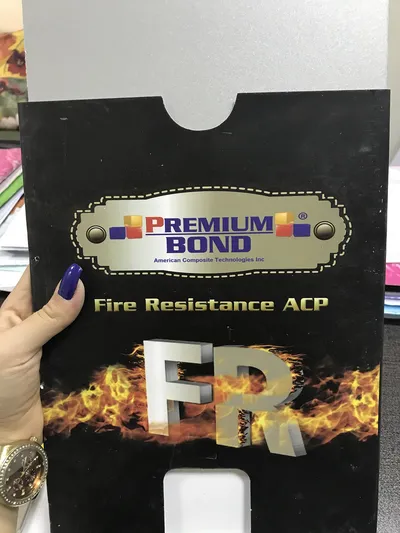 PREMIUM ®
BOND
American Composite Technologies Inc
Fire Resistance ACP
FR